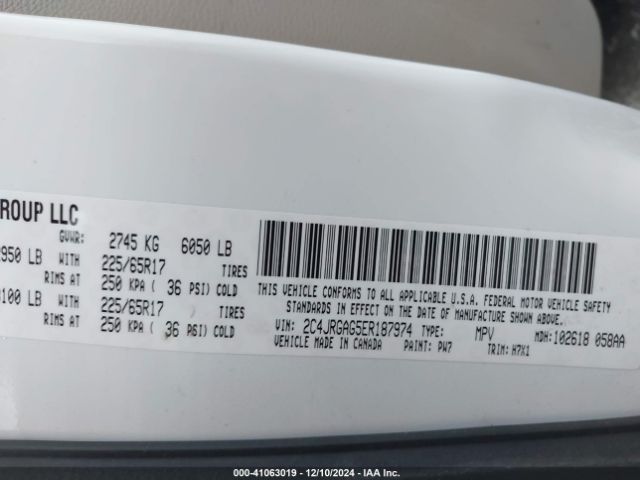 ROUP LLC
GVWR: 2745 KG 6050 LB
2950 LB WITH 225/65R17 TIRES
RIMS AT 250 KPA ( 36 PSI) COLD
100 LB WITH 225/65R17 TIRES
RIMS AT 250 KPA ( 36 PSI) COLD
THIS VEHICLE CONFORMS TO ALL APPLICABLE U.S.A. FEDERAL MOTOR VEHICLE SAFETY
STANDARDS IN EFFECT ON THE DATE OF MANUFACTURE SHOWN ABOVE.
VIN: 2C4JRGAG5ER187974 TYPE: MPV MDH: 102618 058AA
VEHICLE MADE IN CANADA PAINT: PW7 TRIM: H7X1
000-41063019 - 12/10/2024 - IAA Inc.